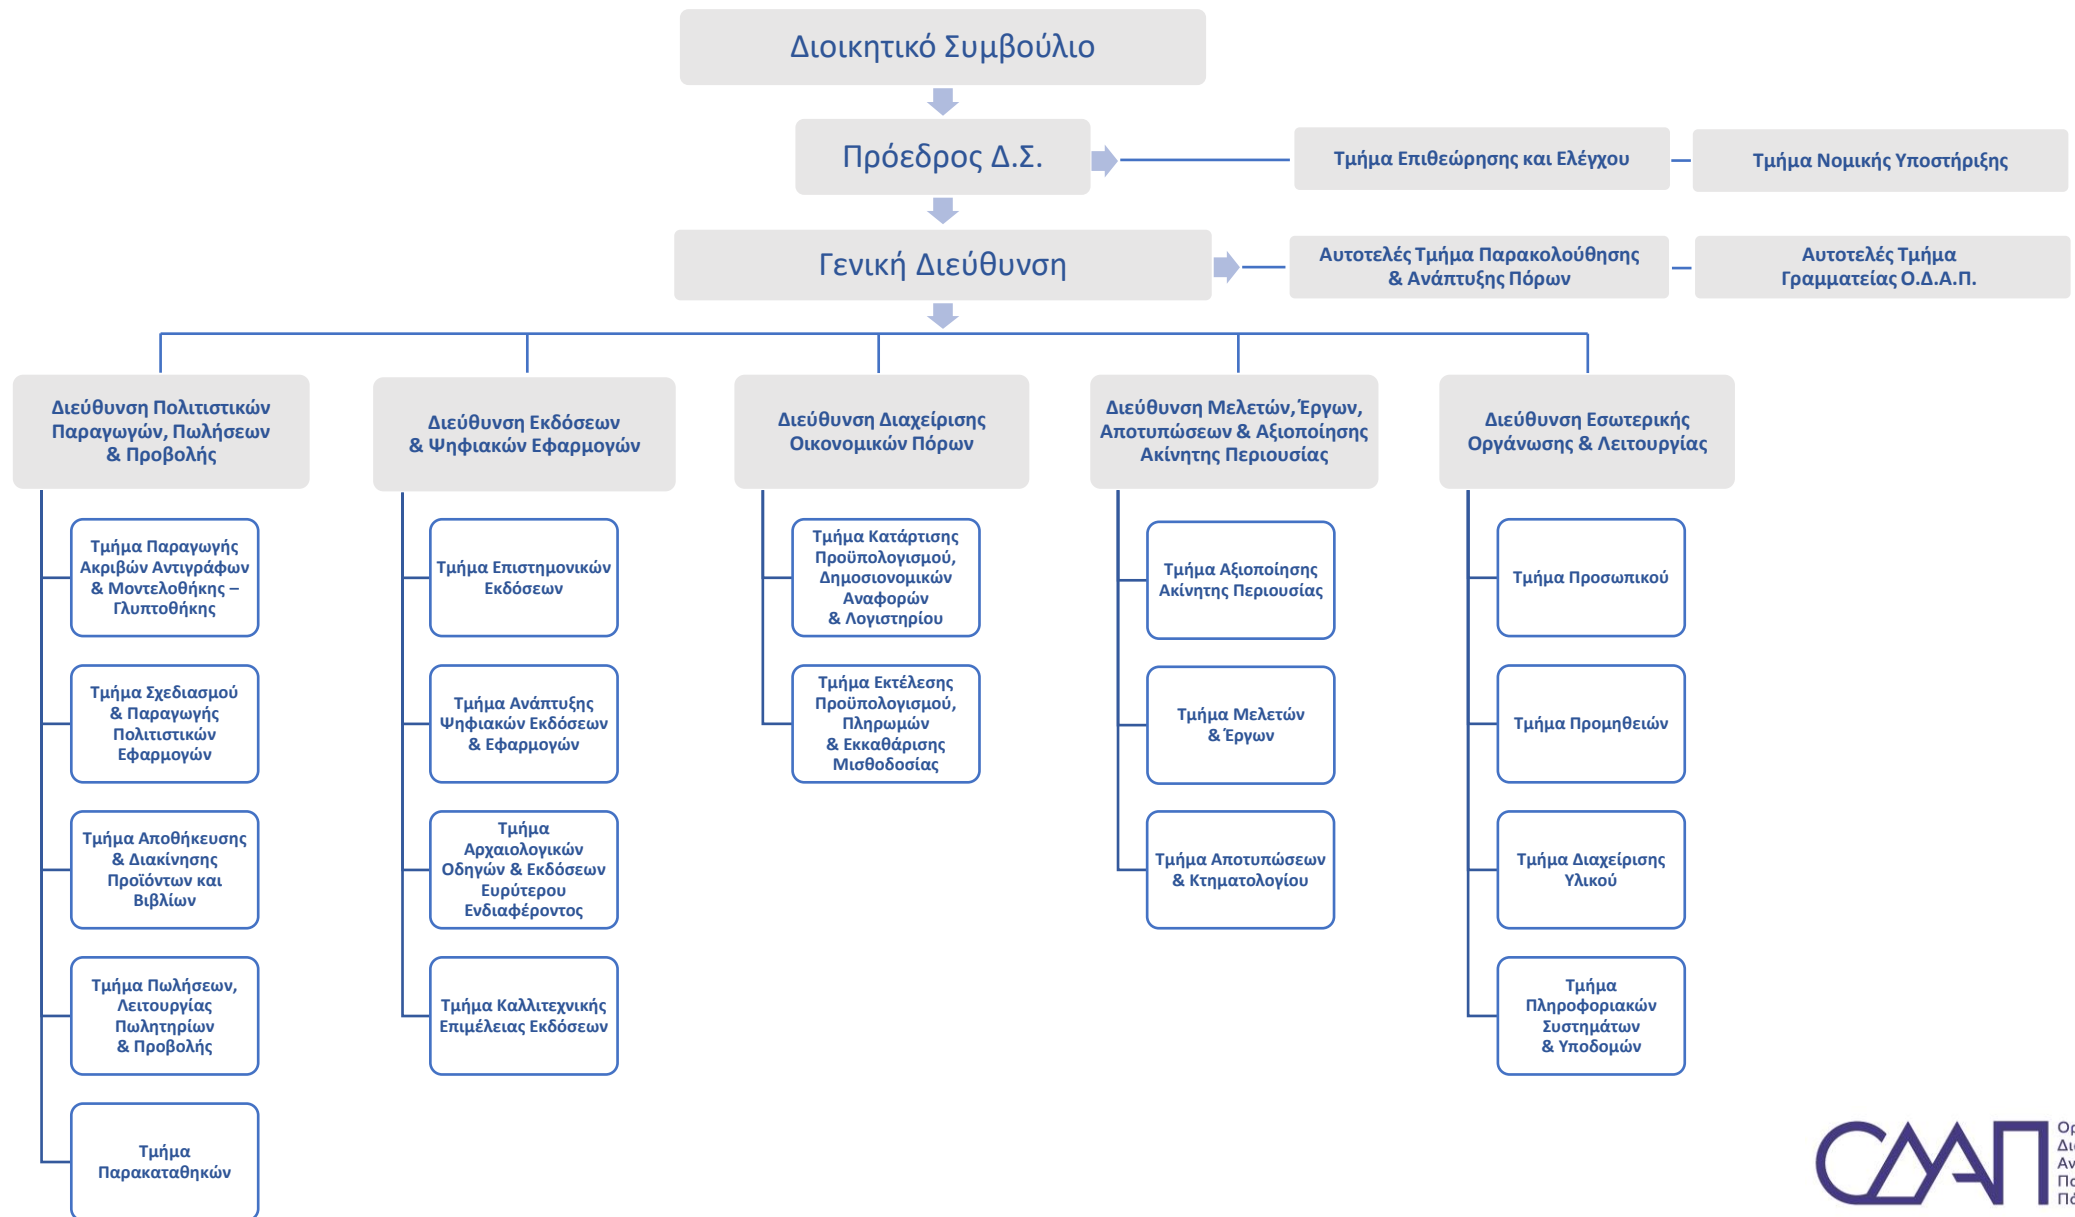 Διοικητικό Συμβούλιο
Πρόεδρος Δ.Σ.
Τμήμα Επιθεώρησης και Ελέγχου
Τμήμα Νομικής Υποστήριξης
Γενική Διεύθυνση
Αυτοτελές Τμήμα Παρακολούθησης
& Ανάπτυξης Πόρων
Αυτοτελές Τμήμα
Γραμματείας Ο.Δ.Α.Π.
Διεύθυνση Πολιτιστικών
Παραγωγών, Πωλήσεων
& Προβολής
Τμήμα Παραγωγής
Ακριβών Αντιγράφων
& Μοντελοθήκης –
Γλυπτοθήκης
Τμήμα Σχεδιασμού
& Παραγωγής
Πολιτιστικών
Εφαρμογών
Τμήμα Αποθήκευσης
& Διακίνησης
Προϊόντων και
Βιβλίων
Τμήμα Πωλήσεων,
Λειτουργίας
Πωλητηρίων
& Προβολής
Τμήμα
Παρακαταθηκών
Διεύθυνση Εκδόσεων
& Ψηφιακών Εφαρμογών
Τμήμα Επιστημονικών
Εκδόσεων
Τμήμα Ανάπτυξης
Ψηφιακών Εκδόσεων
& Εφαρμογών
Τμήμα
Αρχαιολογικών
Οδηγών & Εκδόσεων
Ευρύτερου
Ενδιαφέροντος
Τμήμα Καλλιτεχνικής
Επιμέλειας Εκδόσεων
Διεύθυνση Διαχείρισης
Οικονομικών Πόρων
Τμήμα Κατάρτισης
Προϋπολογισμού,
Δημοσιονομικών
Αναφορών
& Λογιστηρίου
Τμήμα Εκτέλεσης
Προϋπολογισμού,
Πληρωμών
& Εκκαθάρισης
Μισθοδοσίας
Διεύθυνση Μελετών, Έργων,
Αποτυπώσεων & Αξιοποίησης
Ακίνητης Περιουσίας
Τμήμα Αξιοποίησης
Ακίνητης Περιουσίας
Τμήμα Μελετών
& Έργων
Τμήμα Αποτυπώσεων
& Κτηματολογίου
Διεύθυνση Εσωτερικής
Οργάνωσης & Λειτουργίας
Τμήμα Προσωπικού
Τμήμα Προμηθειών
Τμήμα Διαχείρισης
Υλικού
Τμήμα
Πληροφοριακών
Συστημάτων
& Υποδομών
ΟΔΑΠ